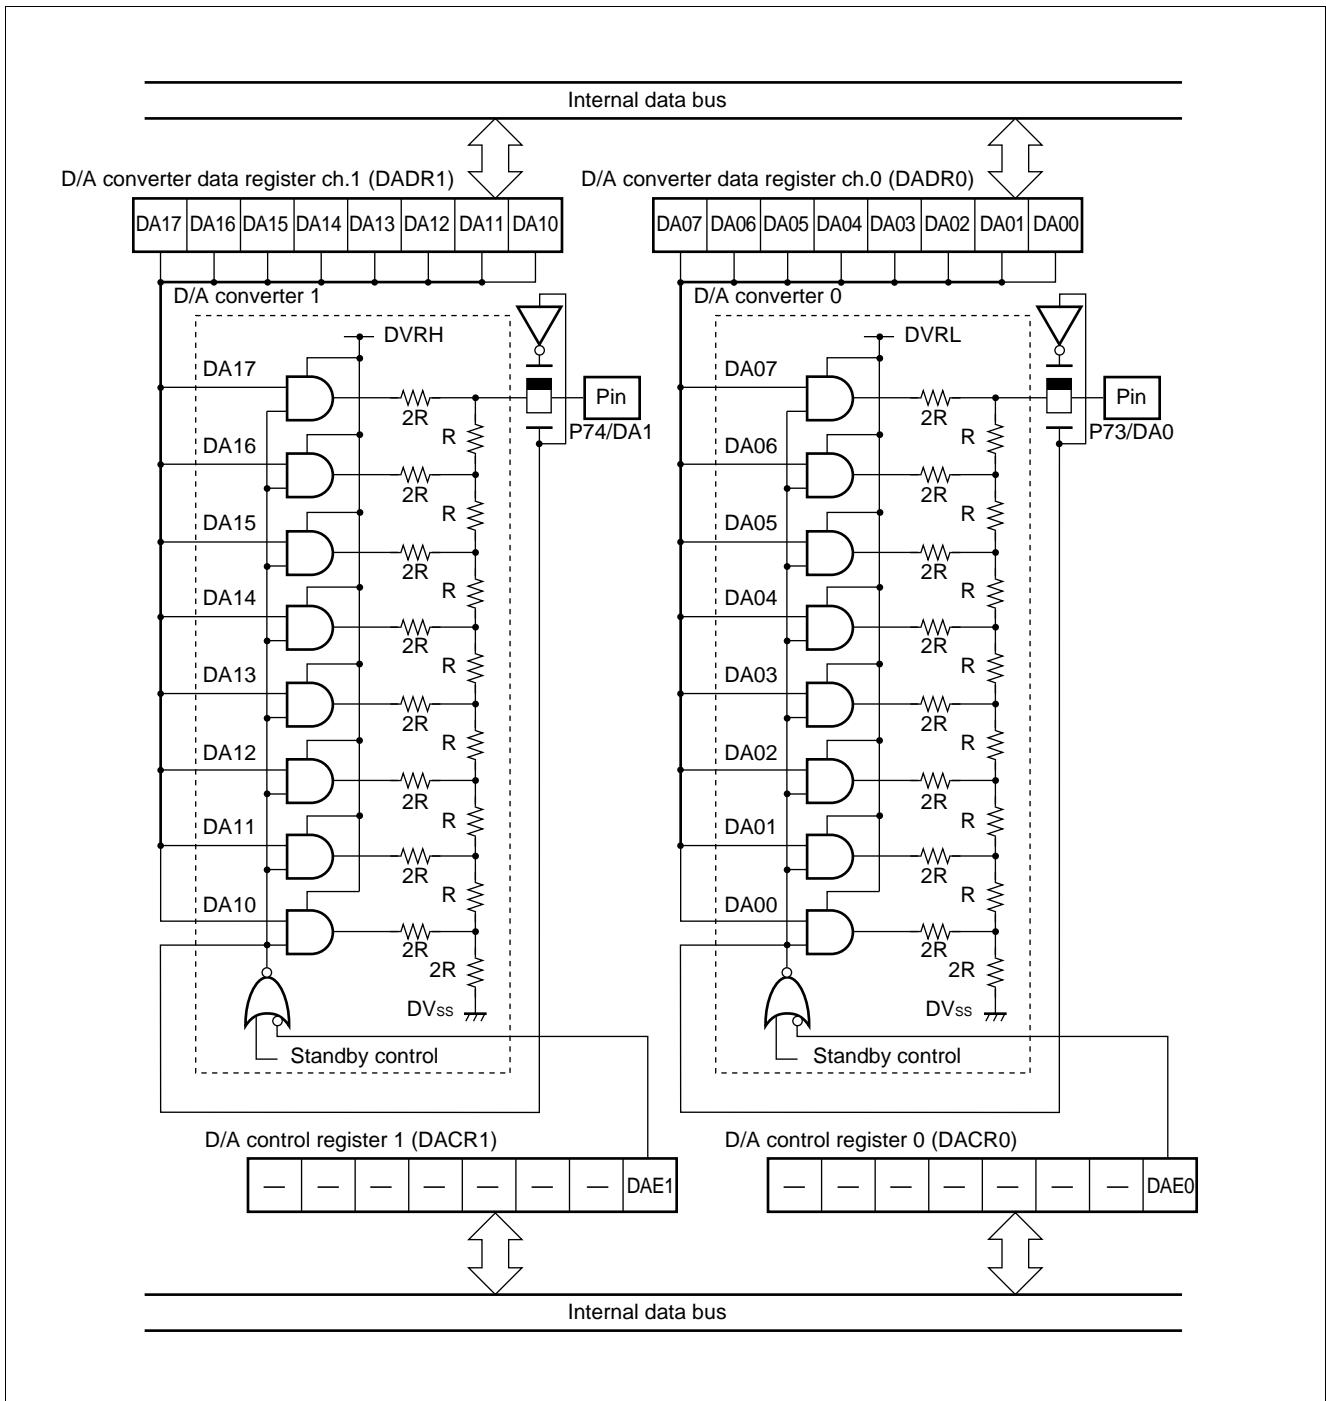 Internal data bus
D/A converter data register ch.1 (DADR1)
D/A converter data register ch.0 (DADR0)
DA17 DA16 DA15 DA14 DA13 DA12 DA11 DA10
DA07 DA06 DA05 DA04 DA03 DA02 DA01 DA00
D/A converter 1
DVRH
DA17
2R
R
Pin
P74/DA1
DA16
2R
R
DA15
2R
R
DA14
2R
R
DA13
2R
R
DA12
2R
R
DA11
2R
R
DA10
2R
2R
DVss
Standby control
D/A converter 0
DVRL
DA07
2R
R
Pin
P73/DA0
DA06
2R
R
DA05
2R
R
DA04
2R
R
DA03
2R
R
DA02
2R
R
DA01
2R
R
DA00
2R
2R
DVss
Standby control
D/A control register 1 (DACR1)
— — — — — — — DAE1
D/A control register 0 (DACR0)
— — — — — — — DAE0
Internal data bus